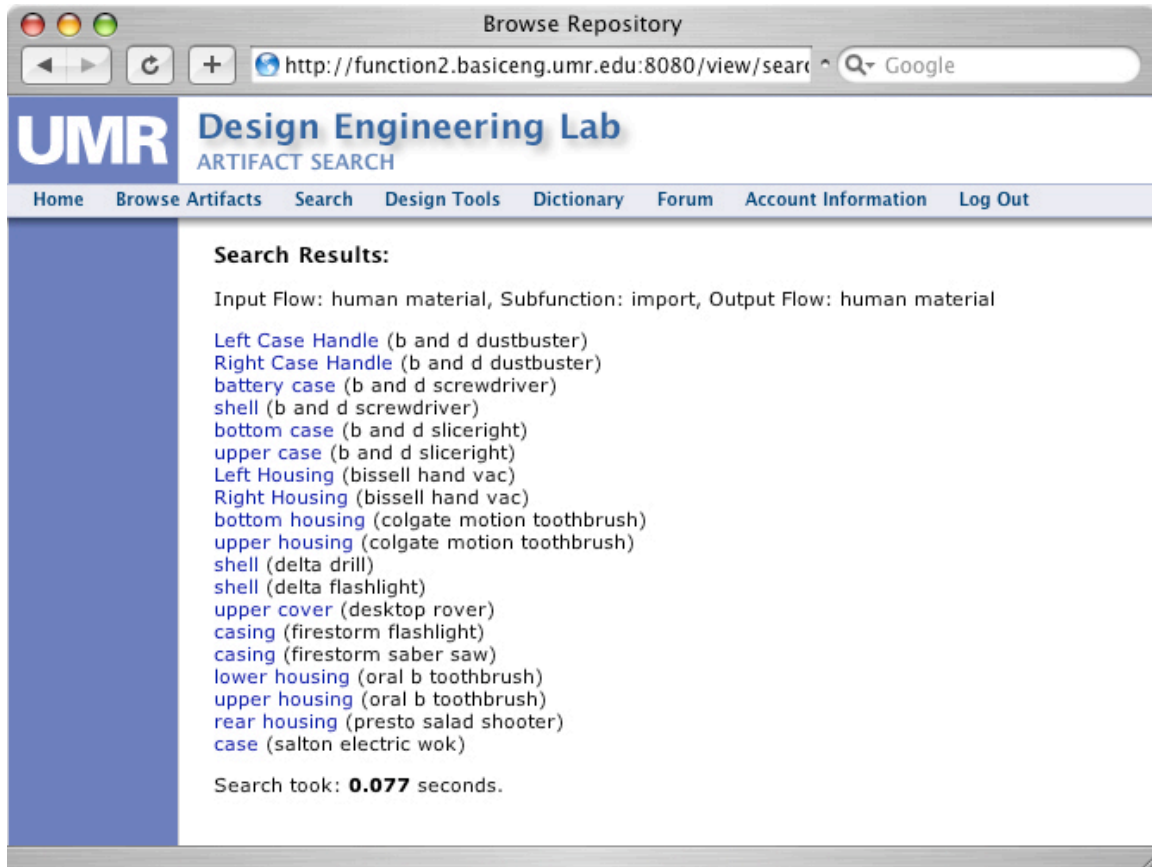 Browse Repository
http://function2.basiceng.umr.edu:8080/view/searc
Google
UMR
Design Engineering Lab
ARTIFACT SEARCH
Home Browse Artifacts Search Design Tools Dictionary Forum Account Information Log Out
Search Results:
Input Flow: human material, Subfunction: import, Output Flow: human material
Left Case Handle (b and d dustbuster)
Right Case Handle (b and d dustbuster)
battery case (b and d screwdriver)
shell (b and d screwdriver)
bottom case (b and d sliceright)
upper case (b and d sliceright)
Left Housing (bissell hand vac)
Right Housing (bissell hand vac)
bottom housing (colgate motion toothbrush)
upper housing (colgate motion toothbrush)
shell (delta drill)
shell (delta flashlight)
upper cover (desktop rover)
casing (firestorm flashlight)
casing (firestorm saber saw)
lower housing (oral b toothbrush)
upper housing (oral b toothbrush)
rear housing (presto salad shooter)
case (salton electric wok)
Search took: 0.077 seconds.